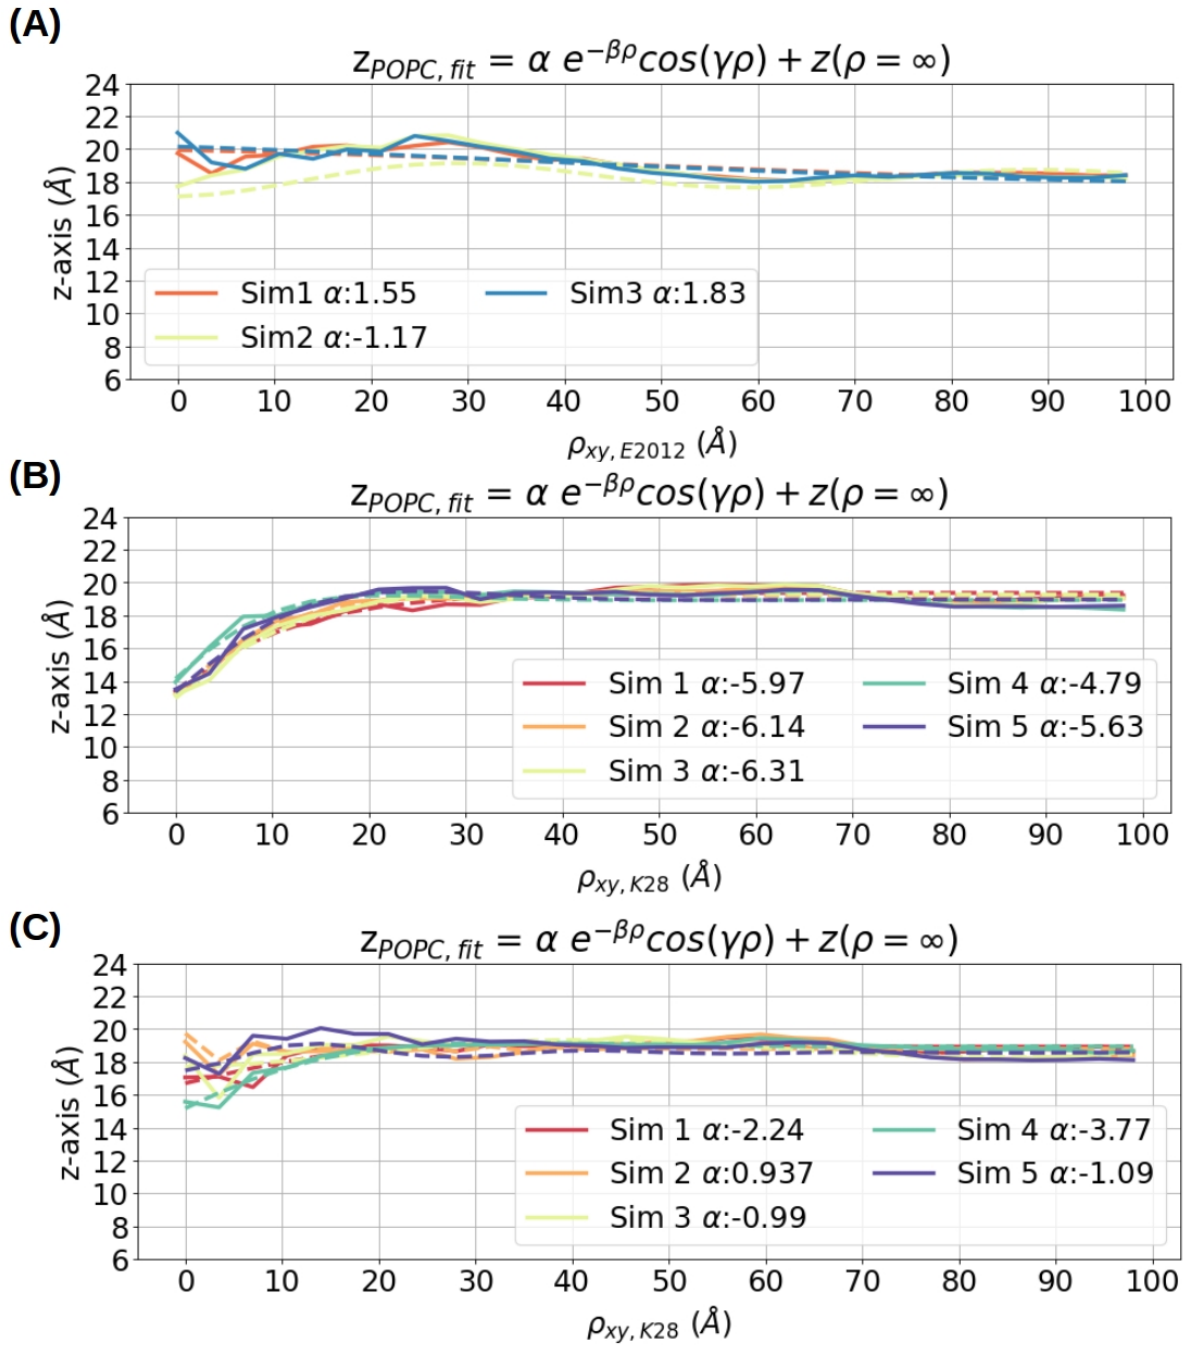 (A)
z_POPC, fit = α e^−βρ cos(γρ) + z(ρ = ∞)
24
22
20
18
16
14
12
10
8
6
z-axis (Å)
Sim1 α:1.55 Sim3 α:1.83
Sim2 α:-1.17
0 10 20 30 40 50 60 70 80 90 100
ρ_xy, E2012 (Å)
(B)
z_POPC, fit = α e^−βρ cos(γρ) + z(ρ = ∞)
24
22
20
18
16
14
12
10
8
6
z-axis (Å)
Sim 1 α:-5.97 Sim 4 α:-4.79
Sim 2 α:-6.14 Sim 5 α:-5.63
Sim 3 α:-6.31
0 10 20 30 40 50 60 70 80 90 100
ρ_xy, K28 (Å)
(C)
z_POPC, fit = α e^−βρ cos(γρ) + z(ρ = ∞)
24
22
20
18
16
14
12
10
8
6
z-axis (Å)
Sim 1 α:-2.24 Sim 4 α:-3.77
Sim 2 α:0.937 Sim 5 α:-1.09
Sim 3 α:-0.99
0 10 20 30 40 50 60 70 80 90 100
ρ_xy, K28 (Å)